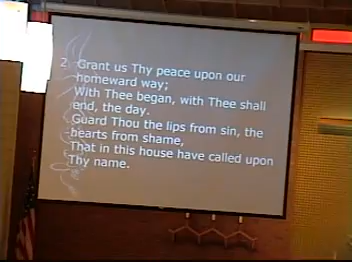 2. Grant us Thy peace upon our
homeward way;
With Thee began, with Thee shall
end, the day.
Guard Thou the lips from sin, the
hearts from shame,
That in this house have called upon
Thy name.